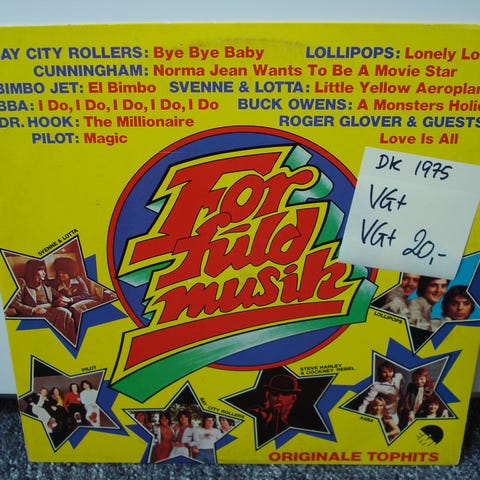 AY CITY ROLLERS: Bye Bye Baby LOLLIPOPS: Lonely Lo
CUNNINGHAM: Norma Jean Wants To Be A Movie Star
BIMBO JET: El Bimbo SVENNE & LOTTA: Little Yellow Aeroplan
BBA: I Do, I Do, I Do, I Do, I Do BUCK OWENS: A Monsters Holi
DR. HOOK: The Millionaire ROGER GLOVER & GUESTS
PILOT: Magic Love Is All
DK 1975
VG+
VG+ 20,-
For
fuld
musik
SVENNE & LOTTA
LOLLIPOPS
PILOT
BAY CITY ROLLERS
STEVE HARLEY
& COCKNEY REBEL
ABBA
EMI
ORIGINALE TOPHITS